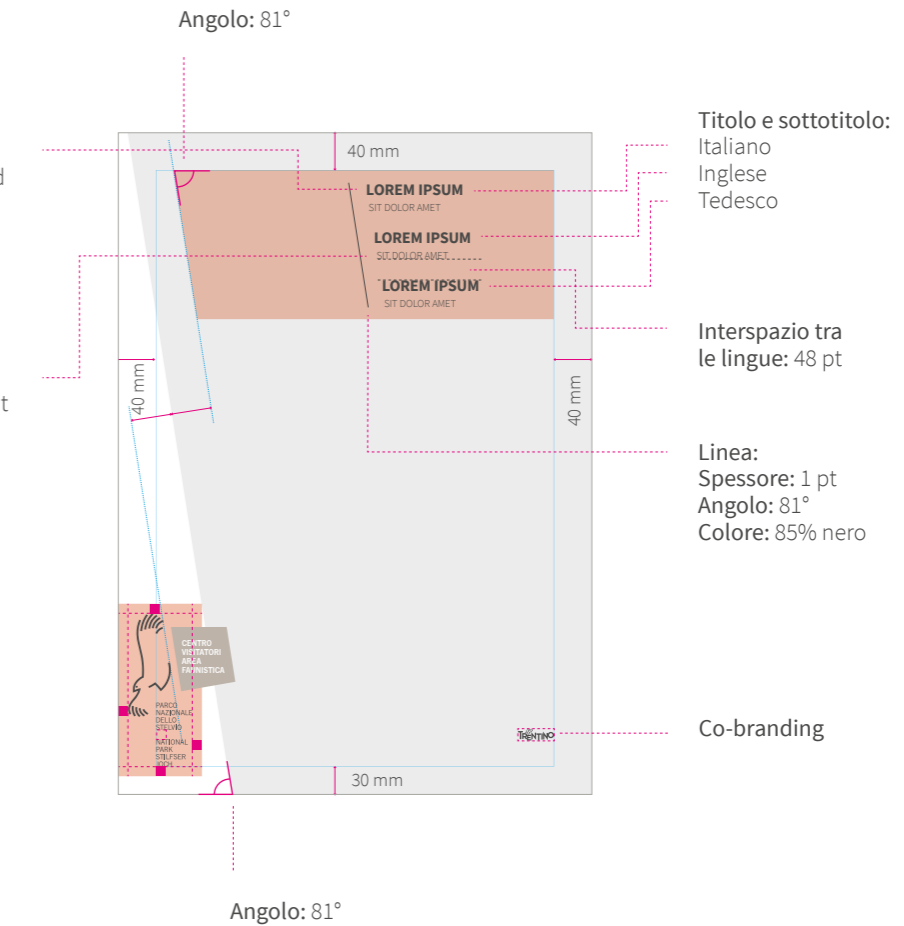 Angolo: 81°
40 mm
d
t
LOREM IPSUM
SIT DOLOR AMET
LOREM IPSUM
SIT DOLOR AMET
LOREM IPSUM
SIT DOLOR AMET
Titolo e sottotitolo:
Italiano
Inglese
Tedesco
Interspazio tra
le lingue: 48 pt
40 mm
40 mm
Linea:
Spessore: 1 pt
Angolo: 81°
Colore: 85% nero
CENTRO
VISITATORI
AREA
FAUNISTICA
PARCO
NAZIONALE
DELLO
STELVIO
NATIONAL
PARK
STILFSER
JOCH
TRENTINO
Co-branding
30 mm
Angolo: 81°